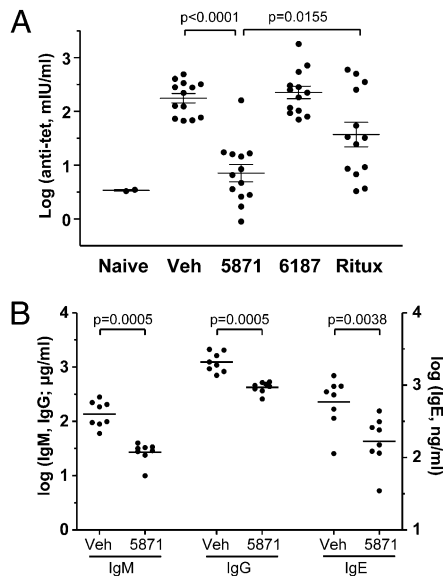 A
p<0.0001
p=0.0155
Log (anti-tet, mIU/ml)
3
2
1
0
Naive Veh 5871 6187 Ritux
B
p=0.0005
p=0.0005
p=0.0038
log (IgM, IgG; µg/ml)
4
3
2
1
0
4
3
2
1
log (IgE, ng/ml)
Veh 5871 Veh 5871 Veh 5871
IgM IgG IgE